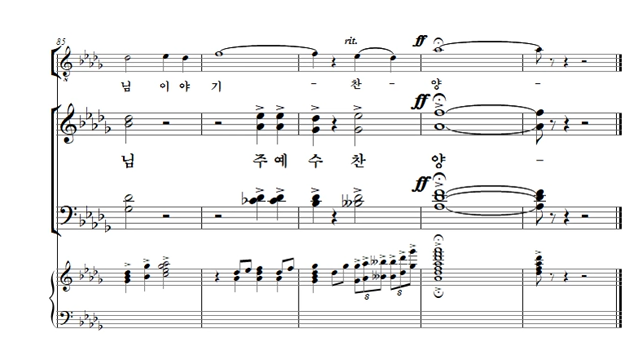 85
rit.
ff
님 이 야 기 - 찬 - 양 -
ff
님 주 예 수 찬 양 -
ff
8 8